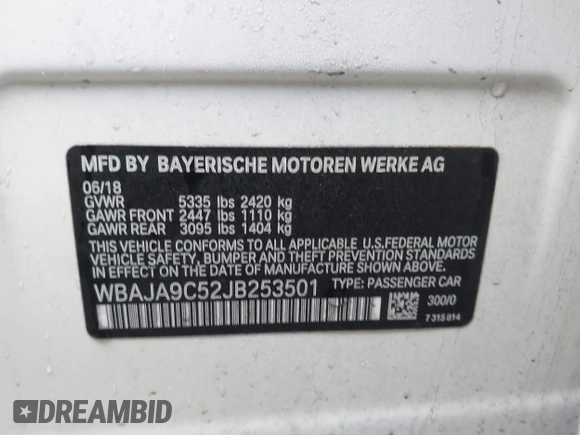 MFD BY BAYERISCHE MOTOREN WERKE AG
06/18
GVWR 5335 lbs 2420 kg
GAWR FRONT 2447 lbs 1110 kg
GAWR REAR 3095 lbs 1404 kg
THIS VEHICLE CONFORMS TO ALL APPLICABLE U.S.FEDERAL MOTOR
VEHICLE SAFETY, BUMPER AND THEFT PREVENTION STANDARDS
IN EFFECT ON THE DATE OF MANUFACTURE SHOWN ABOVE.
WBAJA9C52JB253501 TYPE: PASSENGER CAR
300/0
7 315 814
DREAMBID